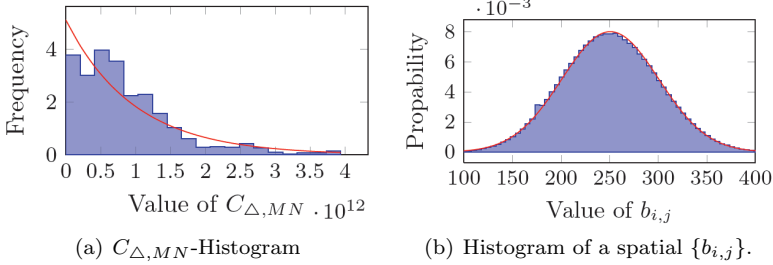 · 10⁻³
4
2
0
Frequency
0 0.5 1 1.5 2 2.5 3 3.5 4
Value of C△,MN · 10¹²
(a) C△,MN-Histogram
8
6
4
2
0
Propability
100 150 200 250 300 350 400
Value of bi,j
(b) Histogram of a spatial {bi,j}.